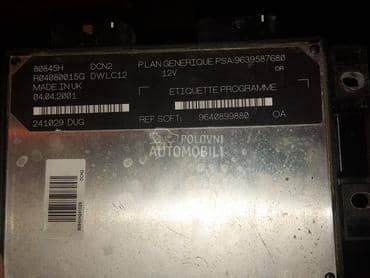 80845H DCN2 PLAN GENERIQUE PSA:9639587680
R04080015G DWLC12 12V OR
MADE IN UK
04.04.2001 ETIQUETTE PROGRAMME
241029 DUG REF SOFT: 9640899880 OA
POLOVNI
AUTOMOBILI
DCN2